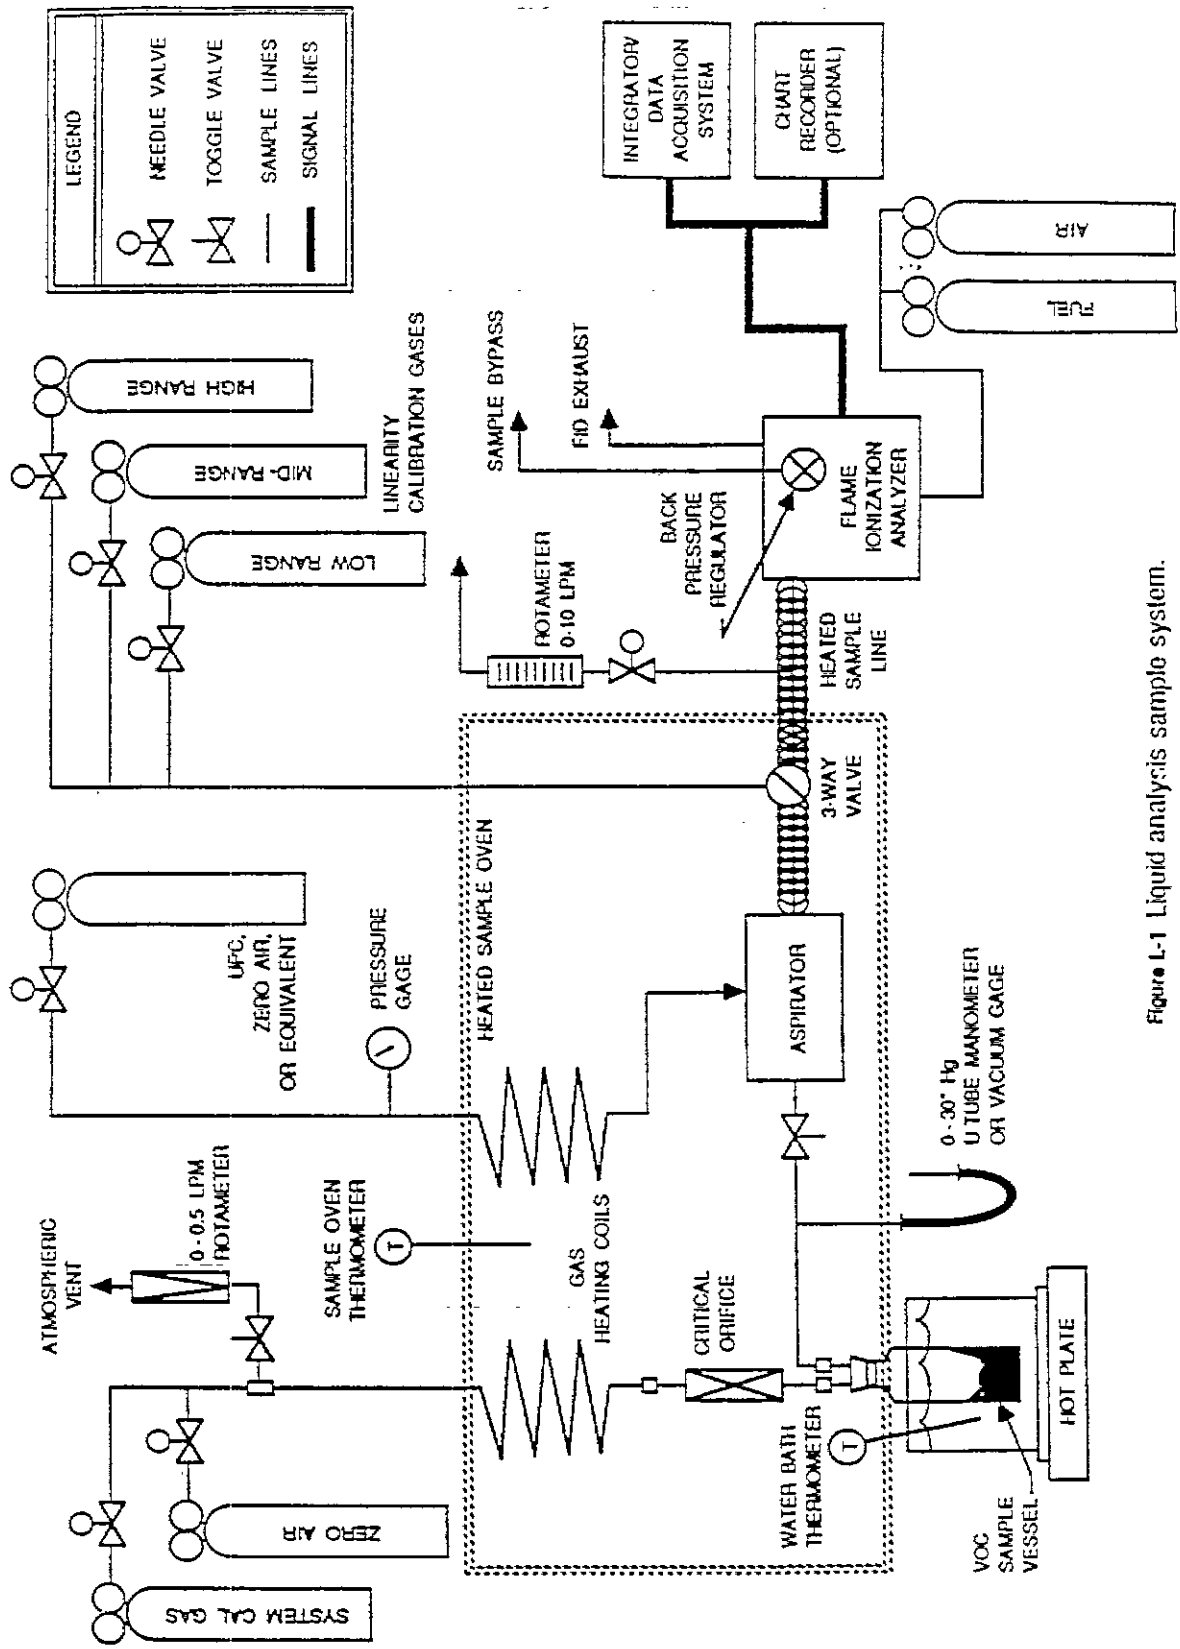 LEGEND
NEEDLE VALVE
TOGGLE VALVE
SAMPLE LINES
SIGNAL LINES
HIGH RANGE
MID-RANGE
LOW RANGE
LINEARITY
CALIBRATION GASES
UPC,
ZERO AIR,
OR EQUIVALENT
PRESSURE
GAGE
ATMOSPHERIC
VENT
0-0.5 LPM
ROTAMETER
SYSTEM CAL GAS
ZERO AIR
SAMPLE OVEN
THERMOMETER
T
HEATED SAMPLE OVEN
GAS
HEATING COILS
CRITICAL
ORIFICE
ASPIRATOR
3-WAY
VALVE
HEATED
SAMPLE
LINE
ROTAMETER
0-10 LPM
BACK
PRESSURE
REGULATOR
SAMPLE BYPASS
FID EXHAUST
FLAME
IONIZATION
ANALYZER
INTEGRATOR/
DATA
ACQUISITION
SYSTEM
CHART
RECORDER
(OPTIONAL)
FUEL
AIR
WATER BATH
THERMOMETER
T
VOC
SAMPLE
VESSEL
HOT PLATE
0-30" Hg
U TUBE MANOMETER
OR VACUUM GAGE
Figure L-1 Liquid analysis sample system.